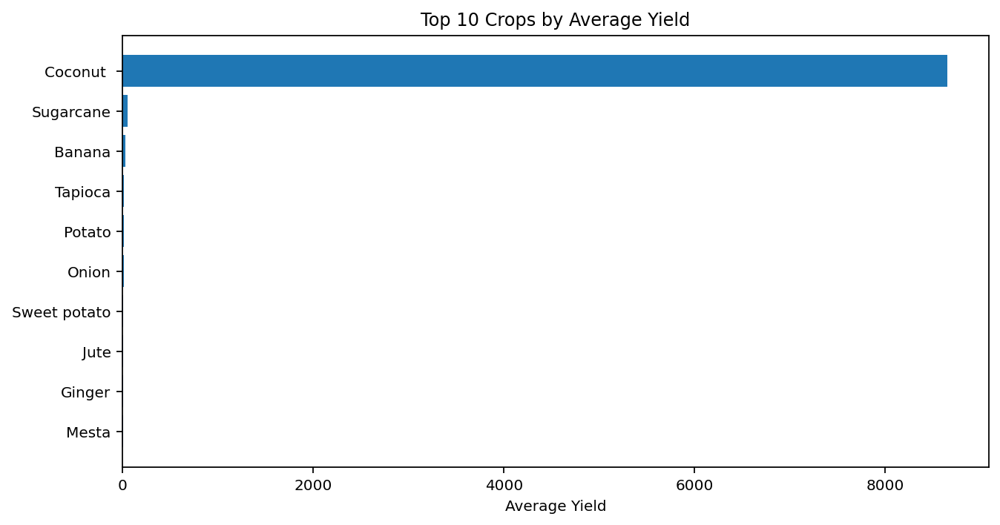 Top 10 Crops by Average Yield
Coconut
Sugarcane
Banana
Tapioca
Potato
Onion
Sweet potato
Jute
Ginger
Mesta
0 2000 4000 6000 8000
Average Yield